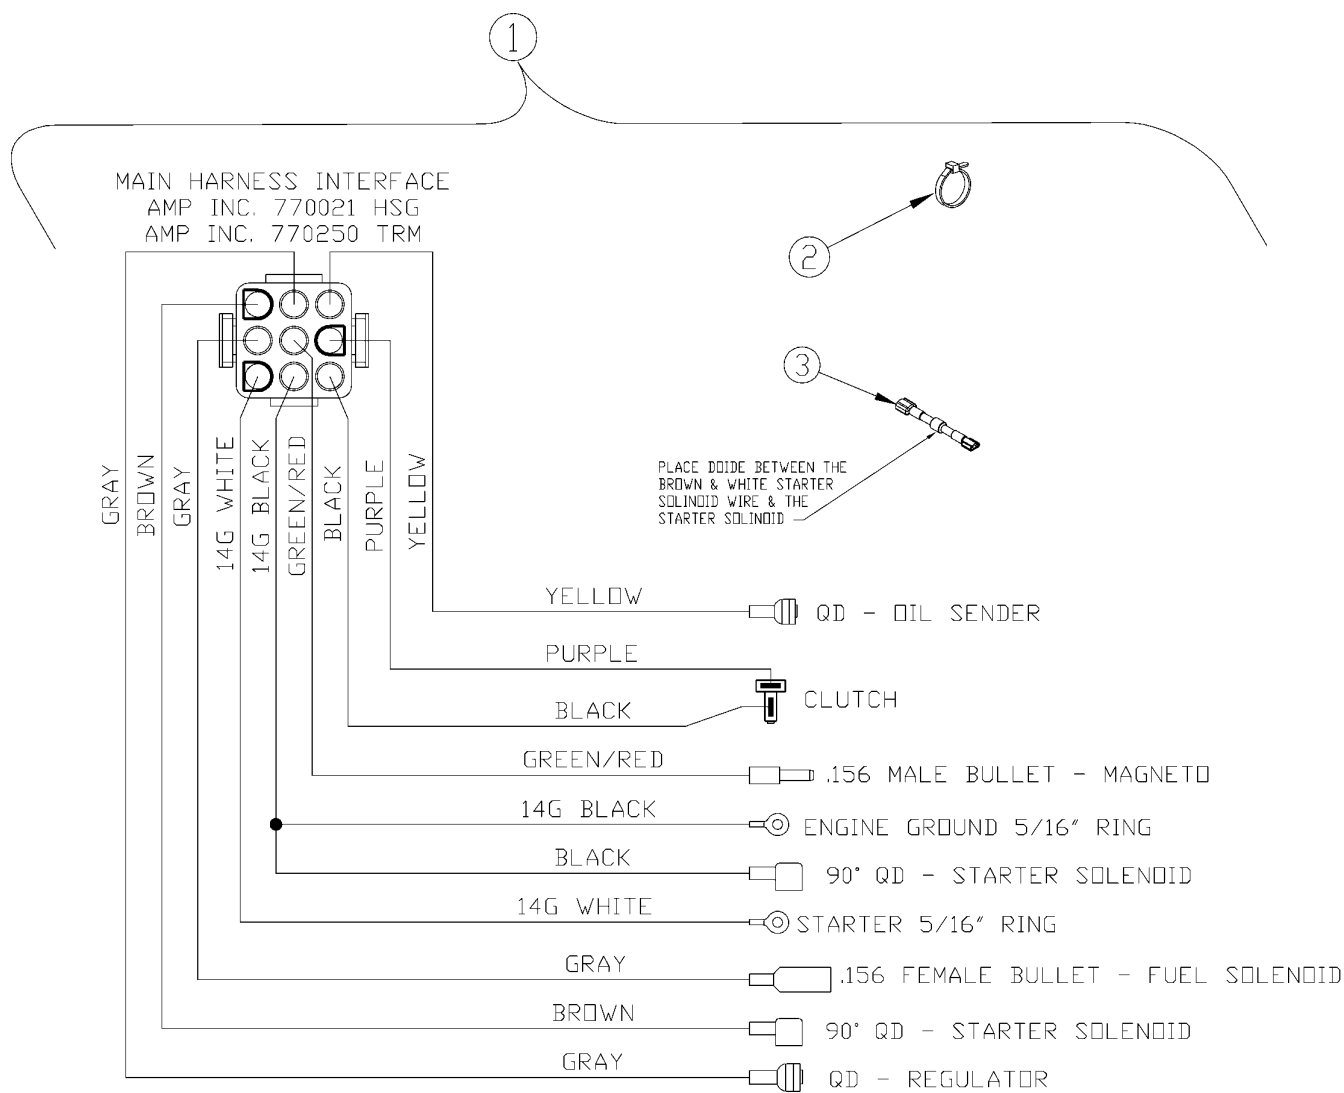 1
MAIN HARNESS INTERFACE
AMP INC. 770021 HSG
AMP INC. 770250 TRM
2
3
PLACE DOIDE BETWEEN THE
BROWN & WHITE STARTER
SOLINOID WIRE & THE
STARTER SOLINOID
GRAY
BROWN
GRAY
14G WHITE
14G BLACK
GREEN/RED
BLACK
PURPLE
YELLOW
YELLOW
QD - OIL SENDER
PURPLE
CLUTCH
BLACK
GREEN/RED
.156 MALE BULLET - MAGNETO
14G BLACK
ENGINE GROUND 5/16" RING
BLACK
90° QD - STARTER SOLENOID
14G WHITE
STARTER 5/16" RING
GRAY
.156 FEMALE BULLET - FUEL SOLENOID
BROWN
90° QD - STARTER SOLENOID
GRAY
QD - REGULATOR